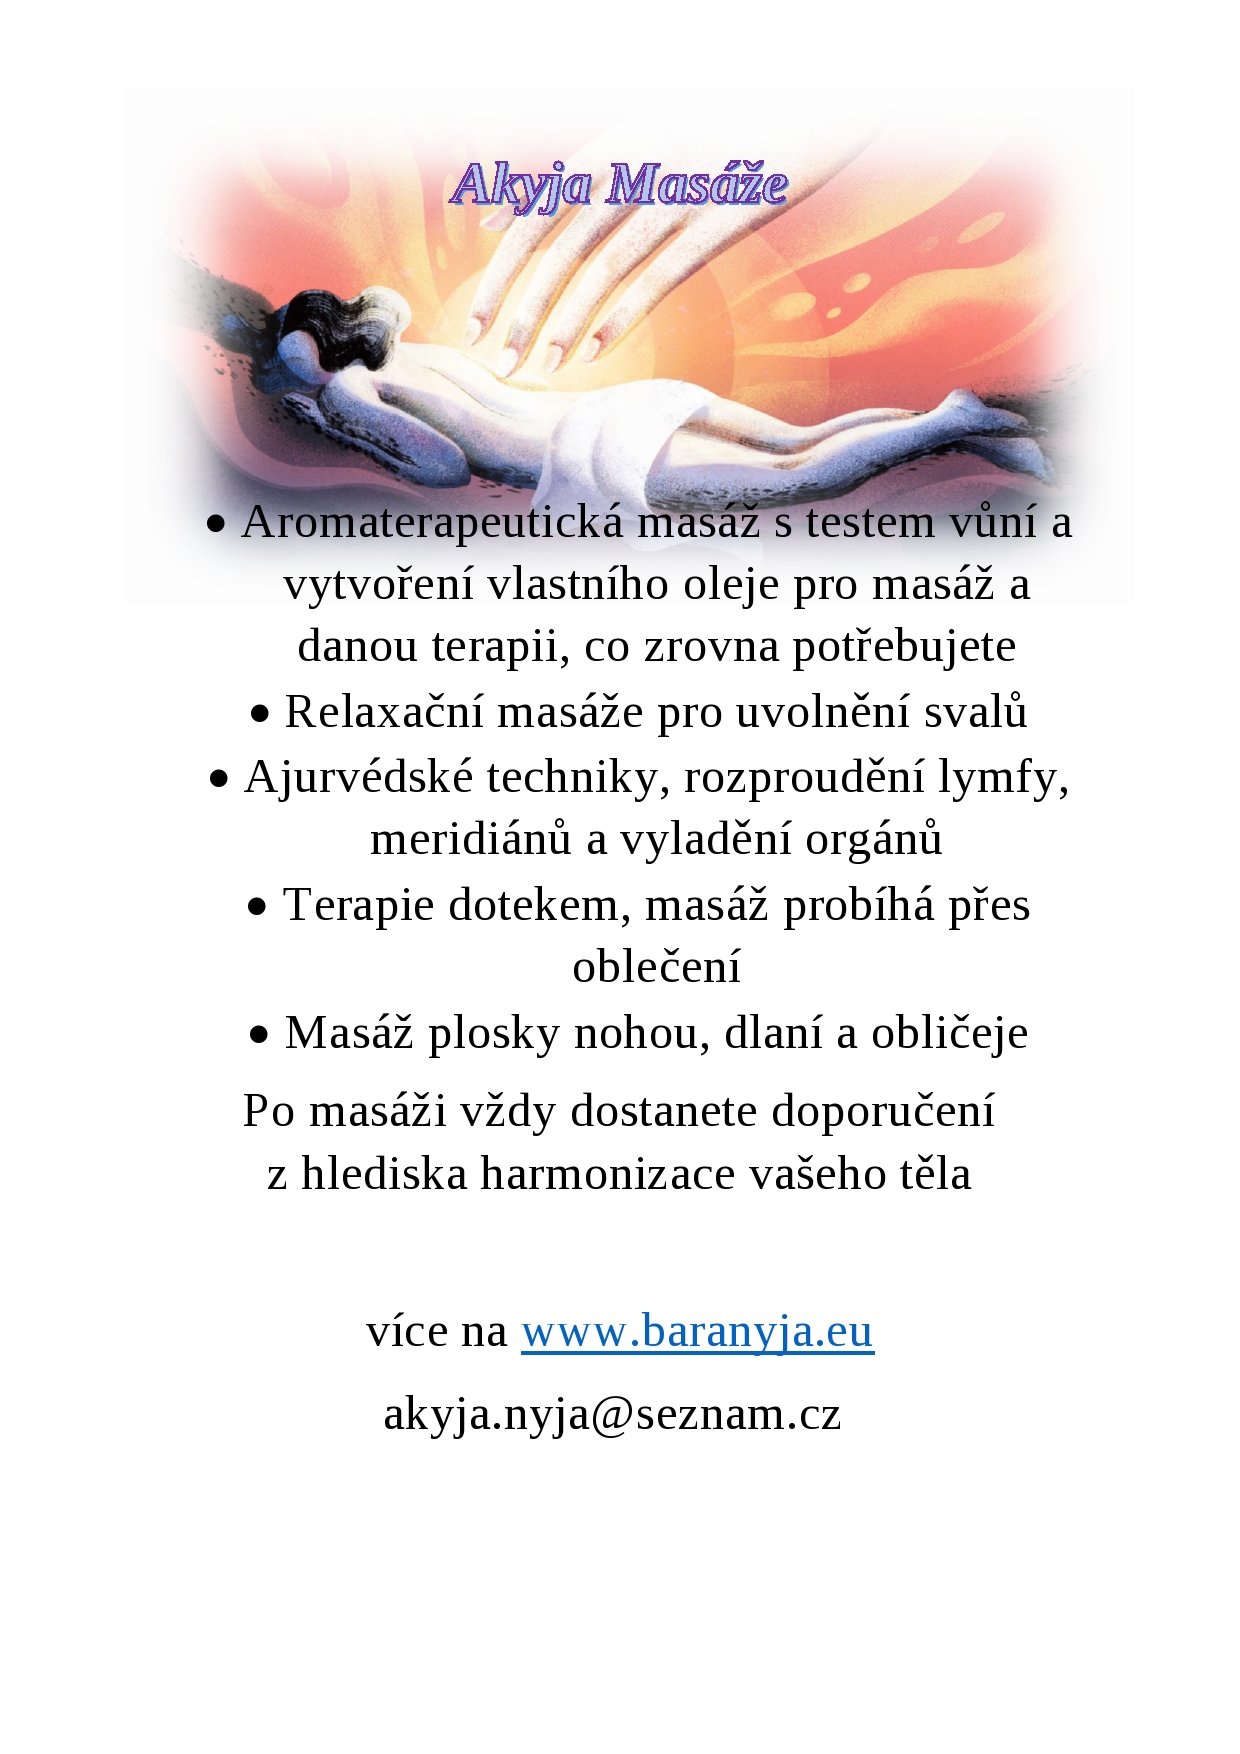 Akyja Masáže
• Aromaterapeutická masáž s testem vůní a
vytvoření vlastního oleje pro masáž a
danou terapii, co zrovna potřebujete
• Relaxační masáže pro uvolnění svalů
• Ajurvédské techniky, rozproudění lymfy,
meridiánů a vyladění orgánů
• Terapie dotekem, masáž probíhá přes
oblečení
• Masáž plosky nohou, dlaní a obličeje
Po masáži vždy dostanete doporučení
z hlediska harmonizace vašeho těla
více na www.baranyja.eu
akyja.nyja@seznam.cz